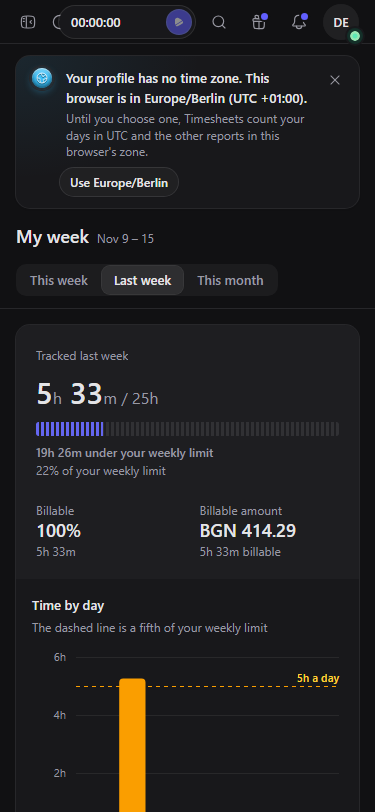 00:00:00
DE
Your profile has no time zone. This
browser is in Europe/Berlin (UTC +01:00).
Until you choose one, Timesheets count your
days in UTC and the other reports in this
browser's zone.
Use Europe/Berlin
My week Nov 9 – 15
This week Last week This month
Tracked last week
5h 33m / 25h
19h 26m under your weekly limit
22% of your weekly limit
Billable Billable amount
100% BGN 414.29
5h 33m 5h 33m billable
Time by day
The dashed line is a fifth of your weekly limit
6h
5h a day
4h
2h